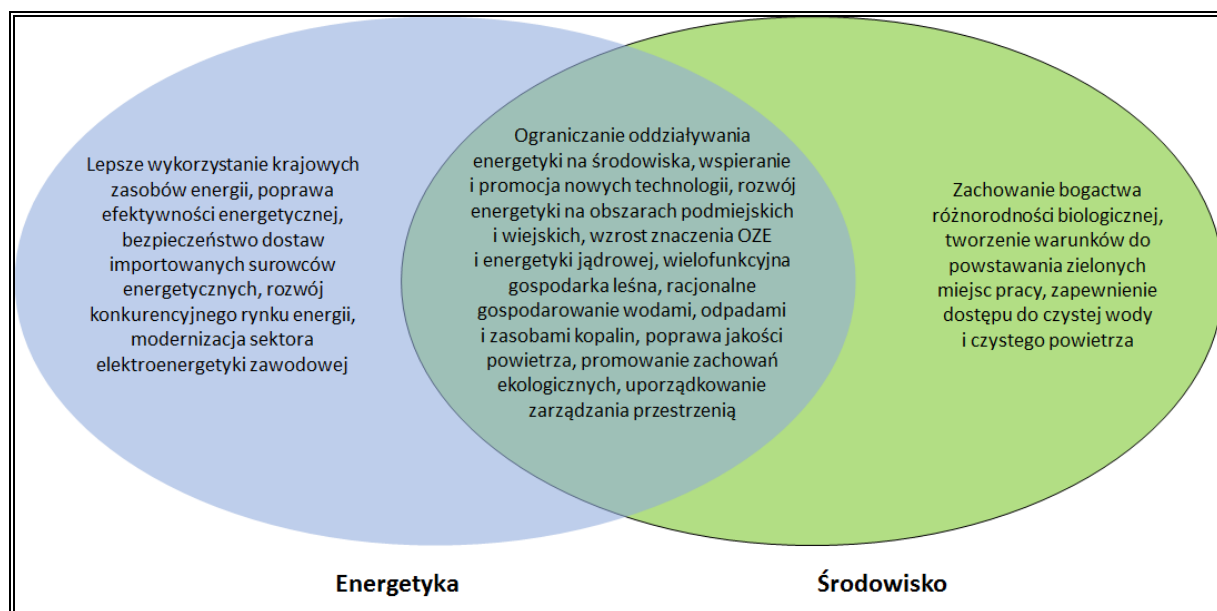 Lepsze wykorzystanie krajowych
zasobów energii, poprawa
efektywności energetycznej,
bezpieczeństwo dostaw
importowanych surowców
energetycznych, rozwój
konkurencyjnego rynku energii,
modernizacja sektora
elektroenergetyki zawodowej
Ograniczanie oddziaływania
energetyki na środowiska, wspieranie
i promocja nowych technologii, rozwój
energetyki na obszarach podmiejskich
i wiejskich, wzrost znaczenia OZE
i energetyki jądrowej, wielofunkcyjna
gospodarka leśna, racjonalne
gospodarowanie wodami, odpadami
i zasobami kopalin, poprawa jakości
powietrza, promowanie zachowań
ekologicznych, uporządkowanie
zarządzania przestrzenią
Zachowanie bogactwa
różnorodności biologicznej,
tworzenie warunków do
powstawania zielonych
miejsc pracy, zapewnienie
dostępu do czystej wody
i czystego powietrza
Energetyka
Środowisko